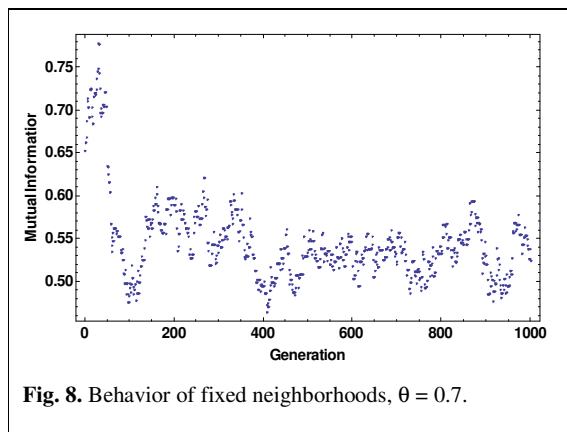 0.75
0.70
0.65
0.60
0.55
0.50
Mutual Information
0 200 400 600 800 1000
Generation
Fig. 8. Behavior of fixed neighborhoods, θ = 0.7.